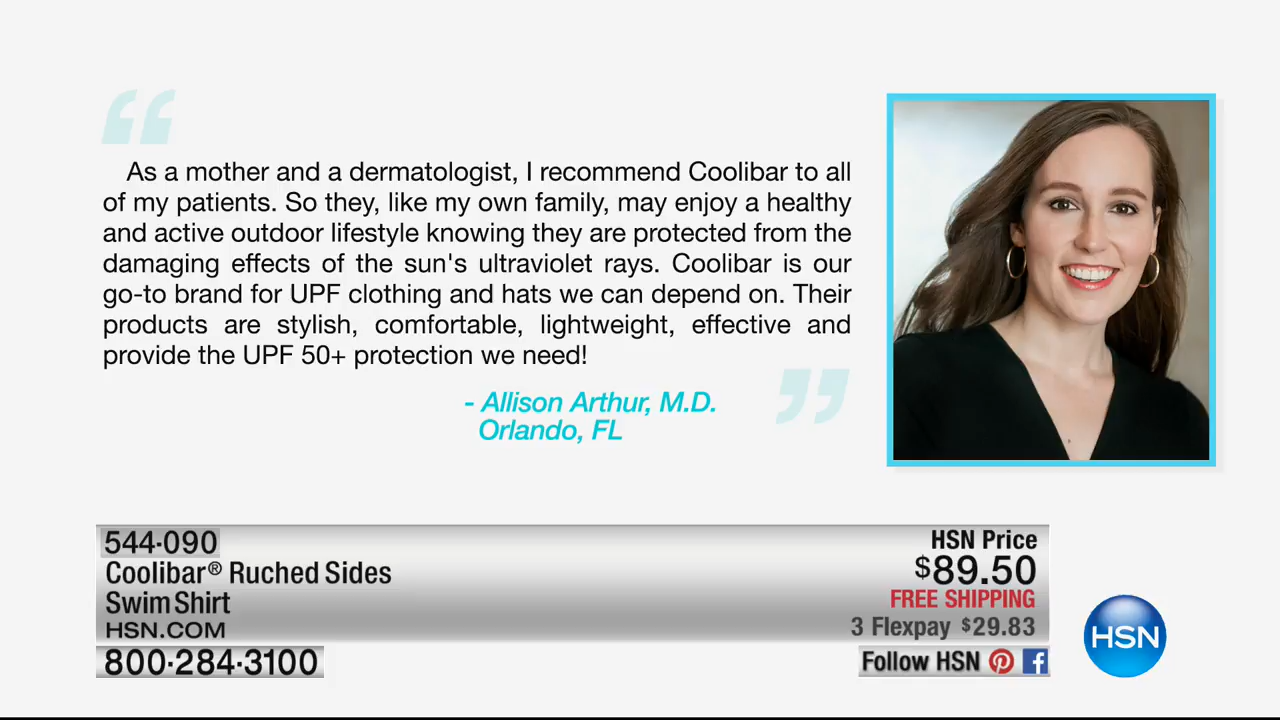 As a mother and a dermatologist, I recommend Coolibar to all
of my patients. So they, like my own family, may enjoy a healthy
and active outdoor lifestyle knowing they are protected from the
damaging effects of the sun's ultraviolet rays. Coolibar is our
go-to brand for UPF clothing and hats we can depend on. Their
products are stylish, comfortable, lightweight, effective and
provide the UPF 50+ protection we need!
- Allison Arthur, M.D.
Orlando, FL
544·090
Coolibar® Ruched Sides
Swim Shirt
HSN.COM
800·284·3100
HSN Price
$89.50
FREE SHIPPING
3 Flexpay $29.83
Follow HSN
HSN